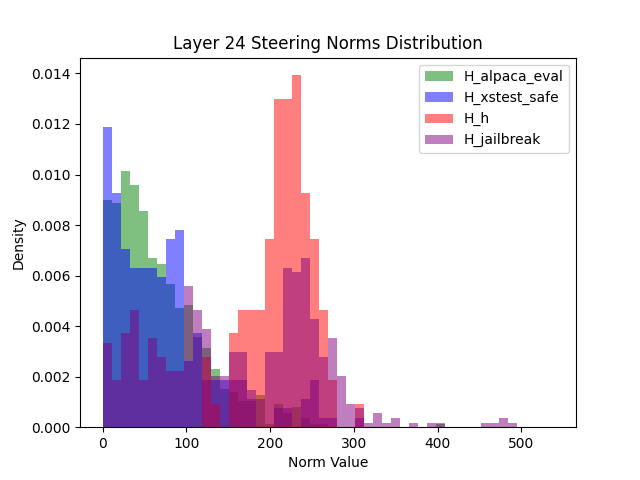 Layer 24 Steering Norms Distribution
H_alpaca_eval
H_xstest_safe
H_h
H_jailbreak
0.014
0.012
0.010
0.008
0.006
0.004
0.002
0.000
Density
0 100 200 300 400 500
Norm Value